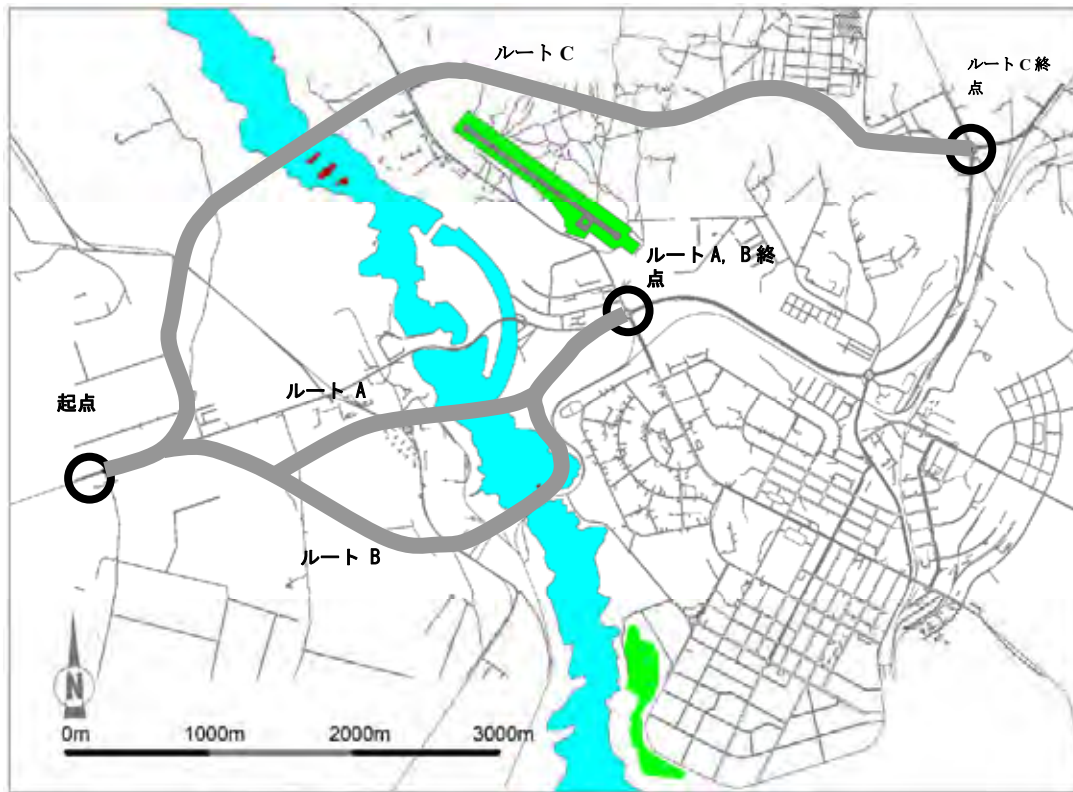 ルート C
ルート C 終
点
ルート A, B 終
点
ルート A
起点
ルート B
N
0m 1000m 2000m 3000m